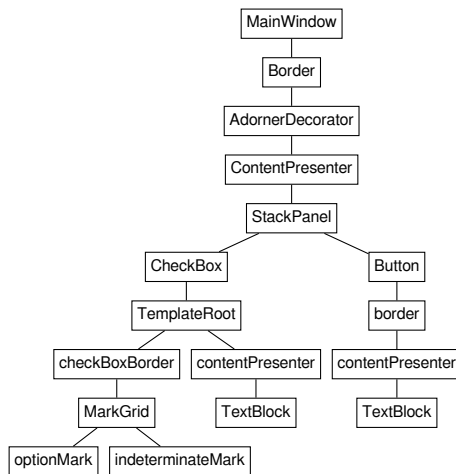 MainWindow
Border
AdornerDecorator
ContentPresenter
StackPanel
CheckBox Button
TemplateRoot border
checkBoxBorder contentPresenter contentPresenter
MarkGrid TextBlock TextBlock
optionMark indeterminateMark